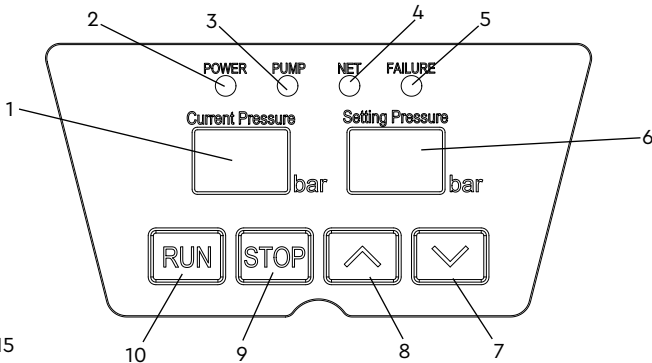 2 3 4 5
POWER PUMP NET FAILURE
1 Current Pressure Setting Pressure 6
bar bar
RUN STOP
15 10 9 8 7